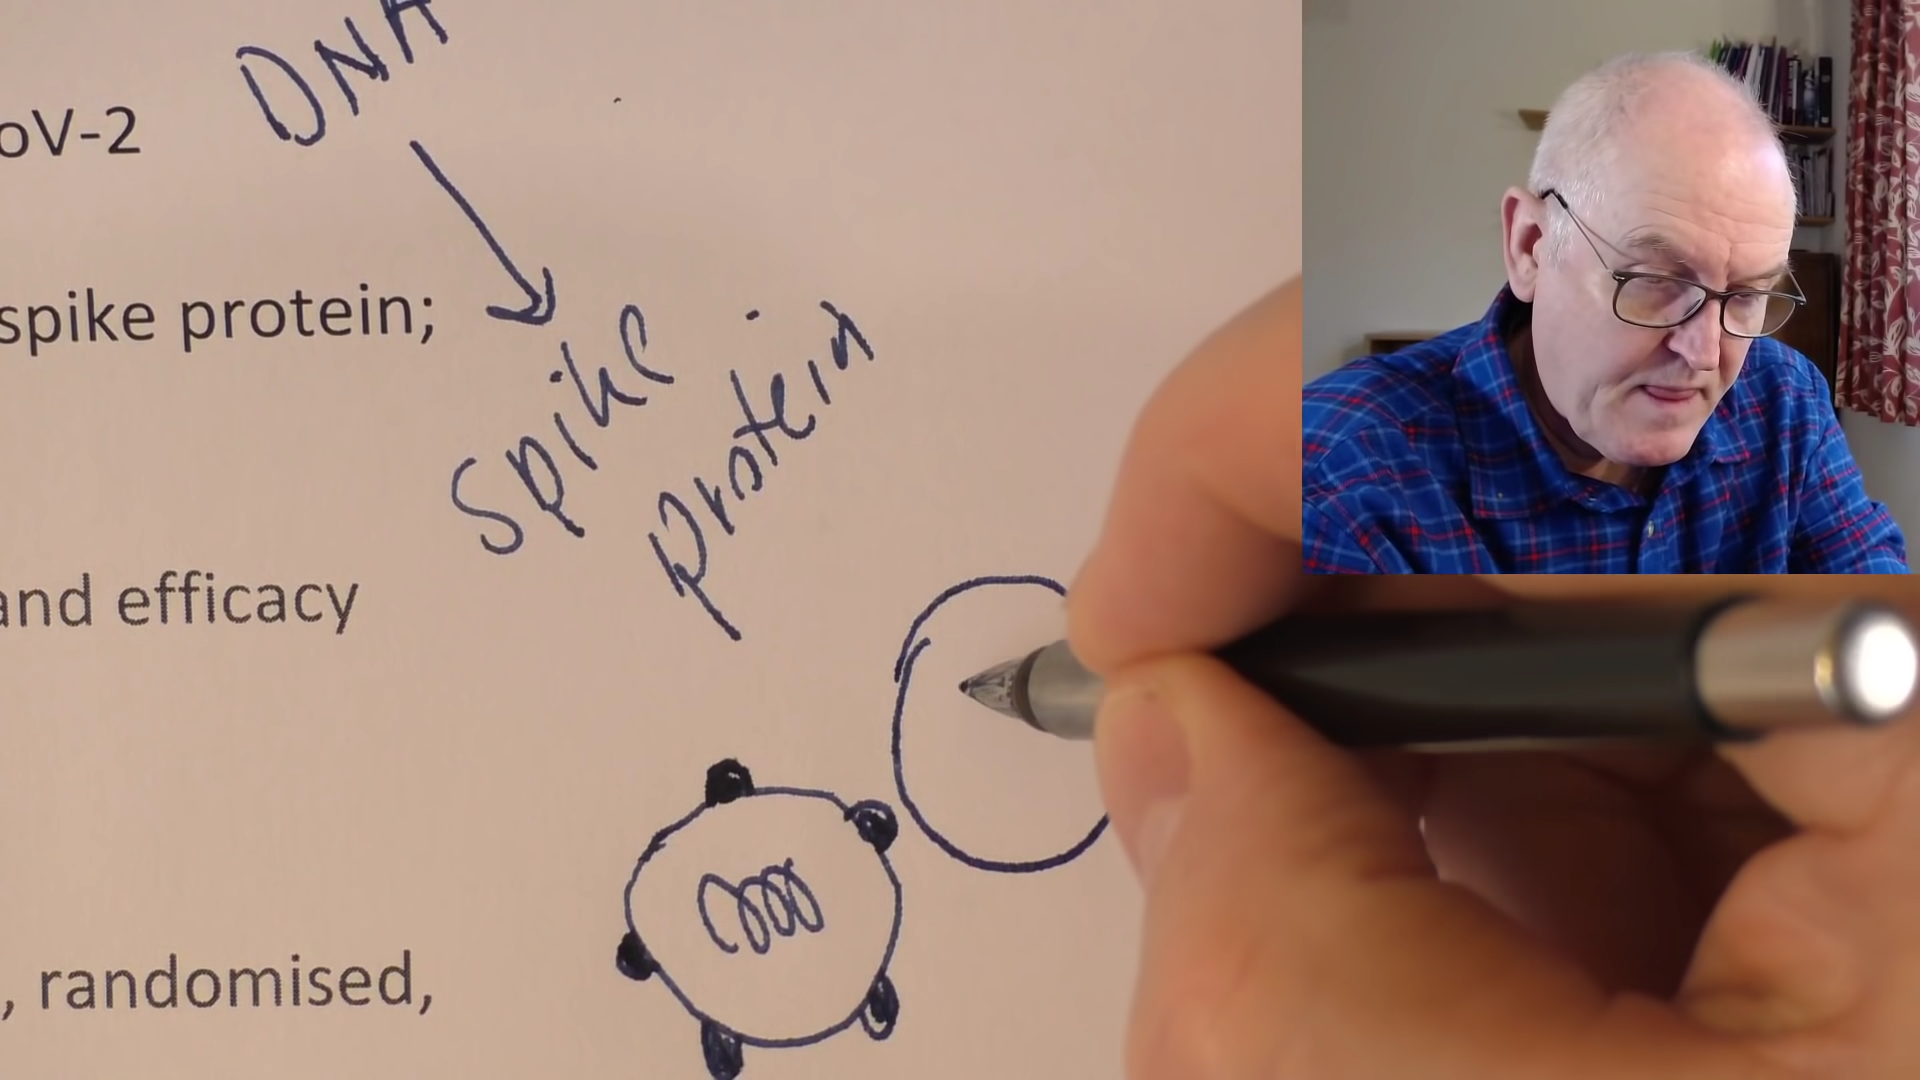 DNA
oV-2
spike protein;
Spike
protein
and efficacy
, randomised,